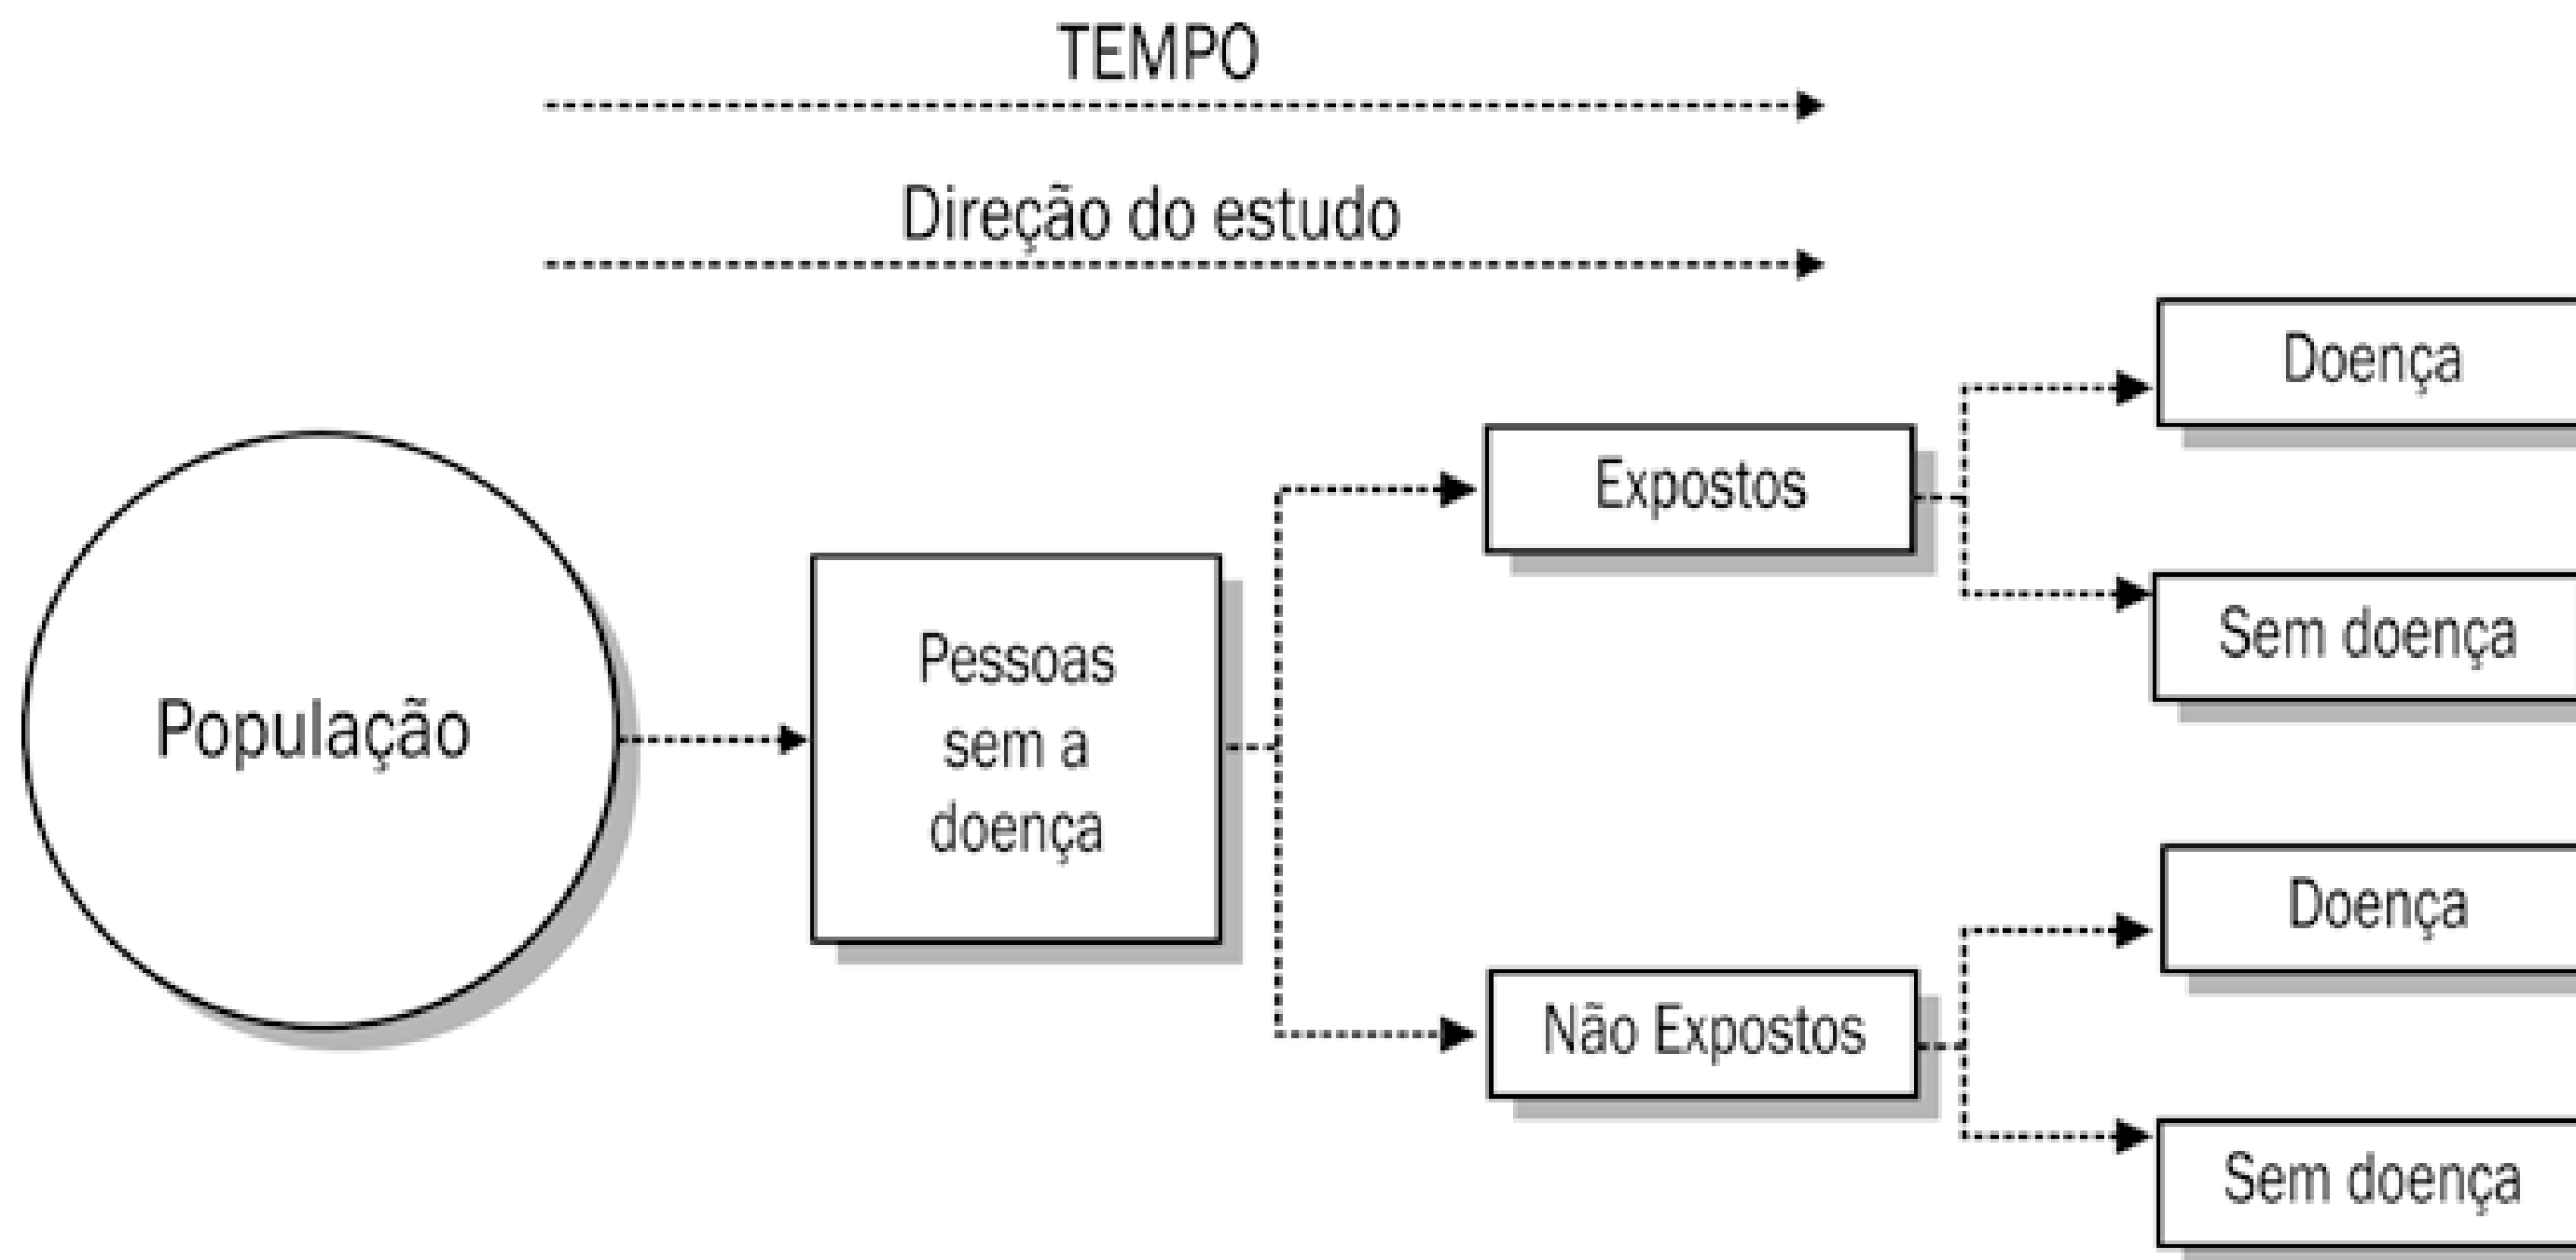 TEMPO
Direção do estudo
População
Pessoas
sem a
doença
Expostos
Não Expostos
Doença
Sem doença
Doença
Sem doença